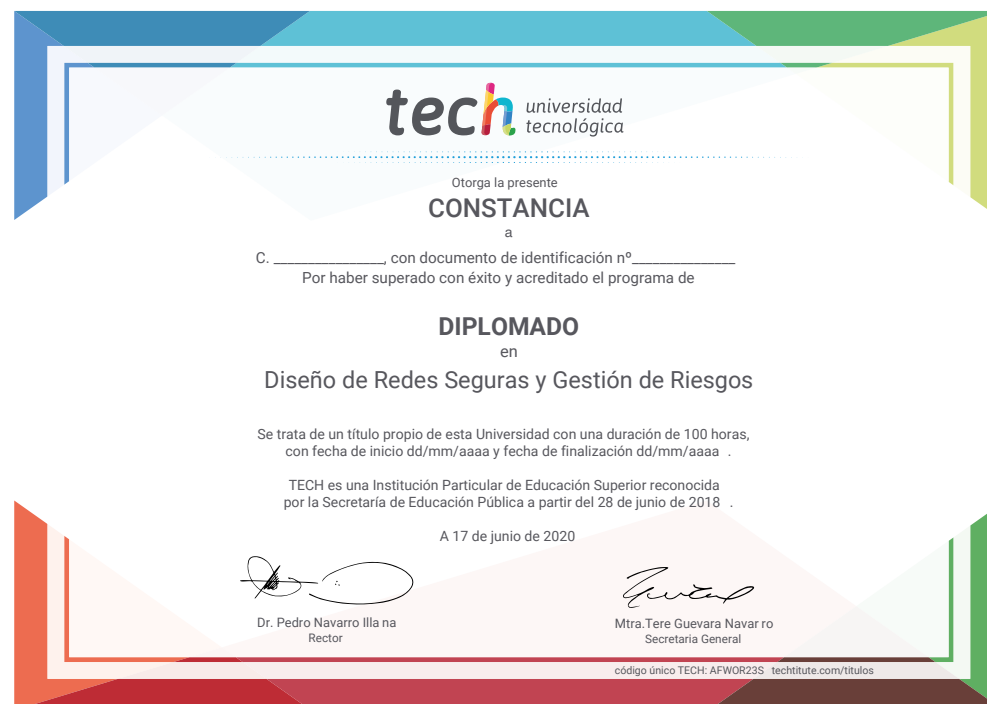 tech universidad
tecnológica
Otorga la presente
CONSTANCIA
a
C. ________________, con documento de identificación nº_______________
Por haber superado con éxito y acreditado el programa de
DIPLOMADO
en
Diseño de Redes Seguras y Gestión de Riesgos
Se trata de un título propio de esta Universidad con una duración de 100 horas,
con fecha de inicio dd/mm/aaaa y fecha de finalización dd/mm/aaaa .
TECH es una Institución Particular de Educación Superior reconocida
por la Secretaría de Educación Pública a partir del 28 de junio de 2018 .
A 17 de junio de 2020
Dr. Pedro Navarro Illa na
Rector
Mtra.Tere Guevara Navar ro
Secretaria General
código único TECH: AFWOR23S techtitute.com/titulos